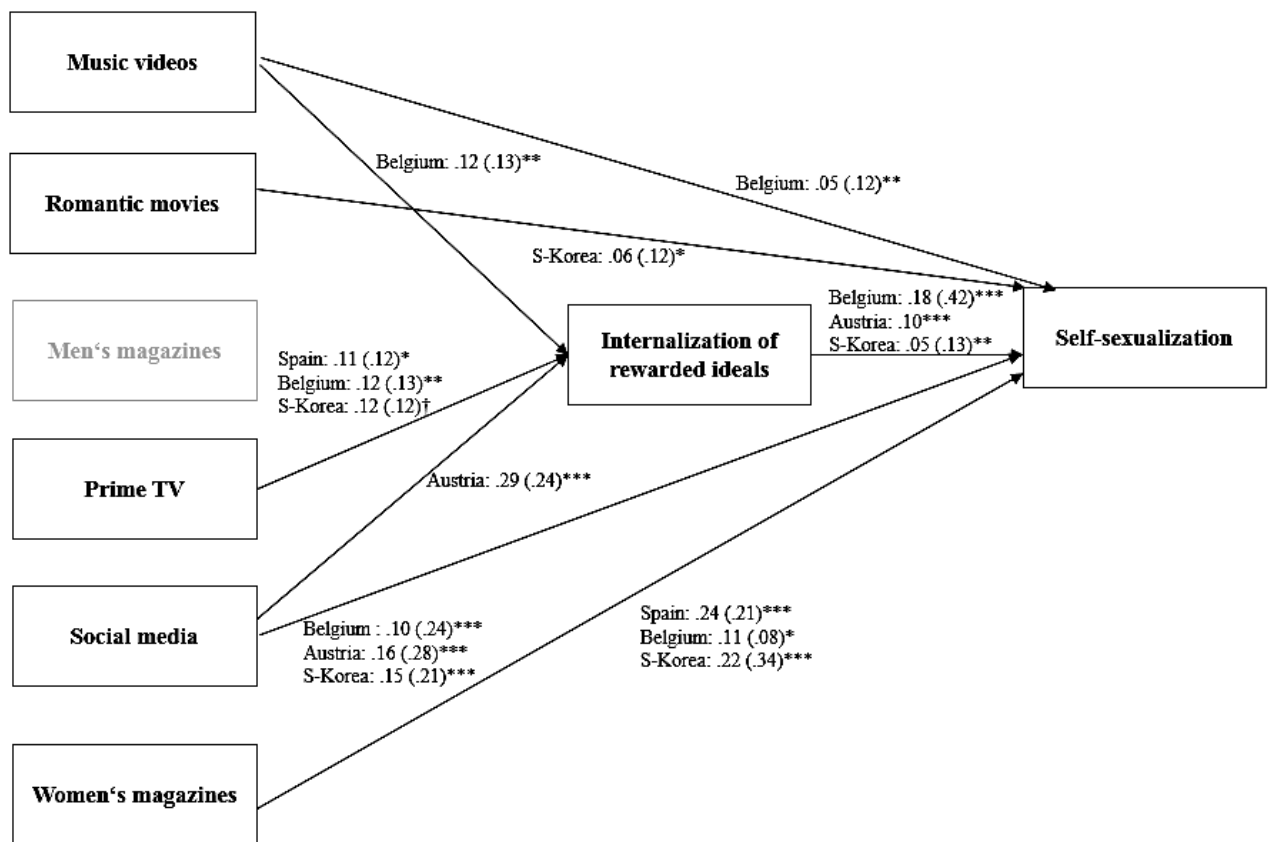 Music videos
Belgium: .12 (.13)**
Belgium: .05 (.12)**
Romantic movies
S-Korea: .06 (.12)*
Belgium: .18 (.42)***
Austria: .10***
S-Korea: .05 (.13)**
Men‘s magazines
Internalization of
rewarded ideals
Self-sexualization
Spain: .11 (.12)*
Belgium: .12 (.13)**
S-Korea: .12 (.12)†
Prime TV
Austria: .29 (.24)***
Social media
Belgium : .10 (.24)***
Austria: .16 (.28)***
S-Korea: .15 (.21)***
Spain: .24 (.21)***
Belgium: .11 (.08)*
S-Korea: .22 (.34)***
Women‘s magazines